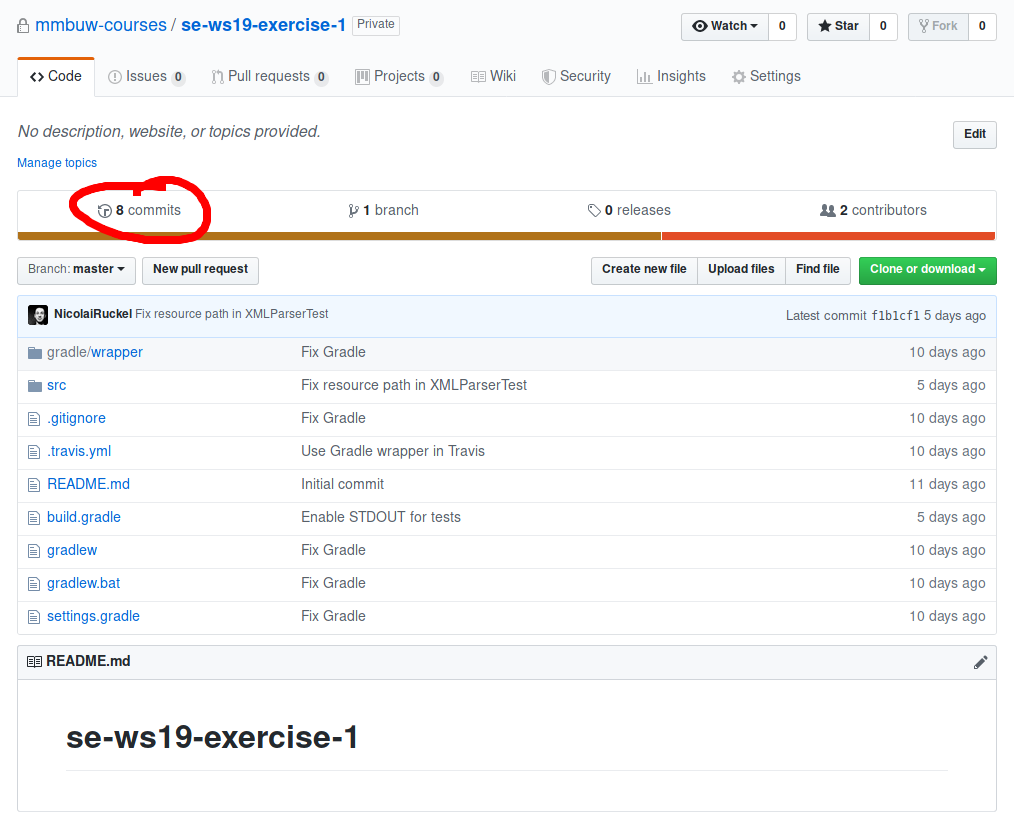 mmbuw-courses / se-ws19-exercise-1 Private Watch 0 Star 0 Fork 0
Code Issues 0 Pull requests 0 Projects 0 Wiki Security Insights Settings
No description, website, or topics provided. Edit
Manage topics
8 commits 1 branch 0 releases 2 contributors
Branch: master New pull request Create new file Upload files Find file Clone or download
NicolaiRuckel Fix resource path in XMLParserTest Latest commit f1b1cf1 5 days ago
gradle/wrapper Fix Gradle 10 days ago
src Fix resource path in XMLParserTest 5 days ago
.gitignore Fix Gradle 10 days ago
.travis.yml Use Gradle wrapper in Travis 10 days ago
README.md Initial commit 11 days ago
build.gradle Enable STDOUT for tests 5 days ago
gradlew Fix Gradle 10 days ago
gradlew.bat Fix Gradle 10 days ago
settings.gradle Fix Gradle 10 days ago
README.md
se-ws19-exercise-1